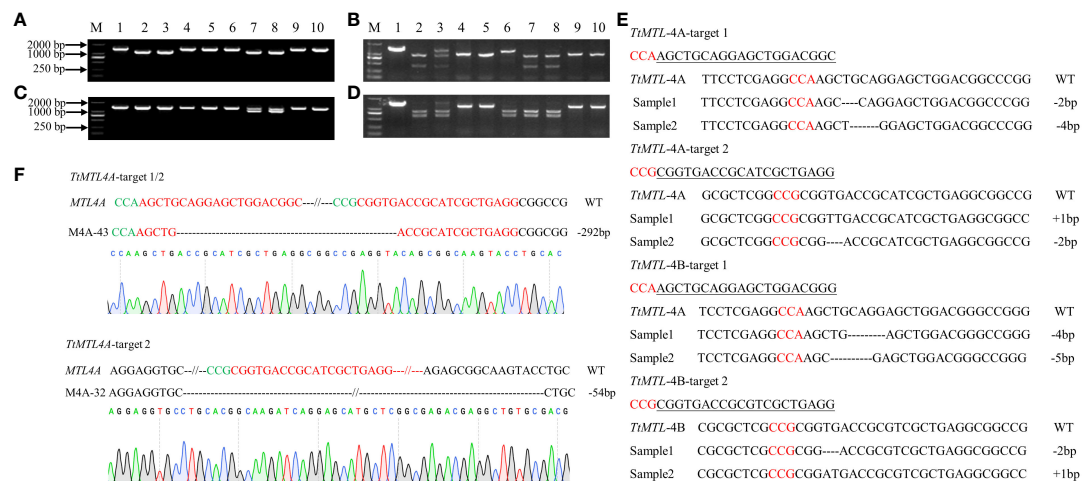 A
M 1 2 3 4 5 6 7 8 9 10
2000 bp
1000 bp
250 bp
B
M 1 2 3 4 5 6 7 8 9 10
C
2000 bp
1000 bp
250 bp
D
E
TtMTL-4A-target 1
CCAAGCTGCAGGAGCTGGACGGC
TtMTL-4A TTCCTCGAGGCCAAGCTGCAGGAGCTGGACGGCCCGG WT
Sample1 TTCCTCGAGGCCAAGC----CAGGAGCTGGACGGCCCGG -2bp
Sample2 TTCCTCGAGGCCAAGCT-------GGAGCTGGACGGCCCGG -4bp
TtMTL-4A-target 2
CCGCGGTGACCGCATCGCTGAGG
TtMTL-4A GCGCTCGGCCGCGGTGACCGCATCGCTGAGGCGGCCG WT
Sample1 GCGCTCGGCCGCGGTTGACCGCATCGCTGAGGCGGCC +1bp
Sample2 GCGCTCGGCCGCGG----ACCGCATCGCTGAGGCGGCCG -2bp
TtMTL-4B-target 1
CCAAGCTGCAGGAGCTGGACGGG
TtMTL-4A TCCTCGAGGCCAAGCTGCAGGAGCTGGACGGGCCGGG WT
Sample1 TCCTCGAGGCCAAGCTG---------AGCTGGACGGGCCGGG -4bp
Sample2 TCCTCGAGGCCAAGC----------GAGCTGGACGGGCCGGG -5bp
TtMTL-4B-target 2
CCGCGGTGACCGCGTCGCTGAGG
TtMTL-4B CGCGCTCGCCGCGGTGACCGCGTCGCTGAGGCGGCCG WT
Sample1 CGCGCTCGCCGCGG----ACCGCGTCGCTGAGGCGGCCG -2bp
Sample2 CGCGCTCGCCGCGGATGACCGCGTCGCTGAGGCGGCC +1bp
F
TtMTL4A-target 1/2
MTL4A CCAAGCTGCAGGAGCTGGACGGC---//---CCGCGGTGACCGCATCGCTGAGGCGGCCG WT
M4A-43 CCAAGCTG--------------------------------------------ACCGCATCGCTGAGGCGGCGG -292bp
CCAAGCTGACCGCATCGCTGAGGCGGCCGAGGTACAGCGGCAAGTACCTGCAC
TtMTL4A-target 2
MTL4A AGGAGGTGC--//--CCGCGGTGACCGCATCGCTGAGG---//---AGAGCGGCAAGTACCTGC WT
M4A-32 AGGAGGTGC-----------------------------------//--------------------------------------CTGC -54bp
AGGAGGTGCCTGCACGGCAAGATCAGGAGCATGCTCGGCGAGACGAGGCTGTGCGACG